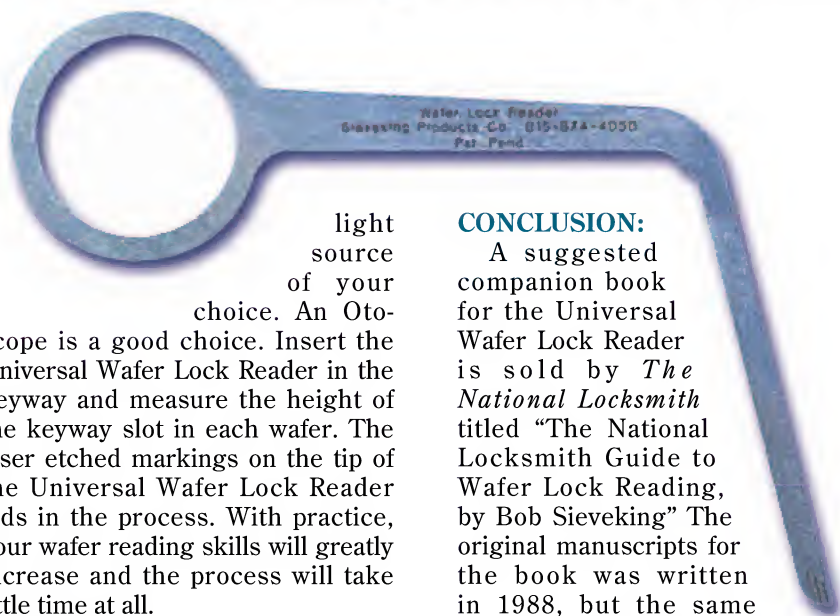 Wafer Lock Reader
Sieveking Products Co. 815-874-4050
Pat Pend
light
source
of your
choice. An Oto-
cope is a good choice. Insert the
niversal Wafer Lock Reader in the
eyway and measure the height of
he keyway slot in each wafer. The
ser etched markings on the tip of
he Universal Wafer Lock Reader
ids in the process. With practice,
our wafer reading skills will greatly
crease and the process will take
ttle time at all.
CONCLUSION:
A suggested
companion book
for the Universal
Wafer Lock Reader
is sold by The
National Locksmith
titled “The National
Locksmith Guide to
Wafer Lock Reading,
by Bob Sieveking” The
original manuscripts for
the book was written
in 1988, but the same